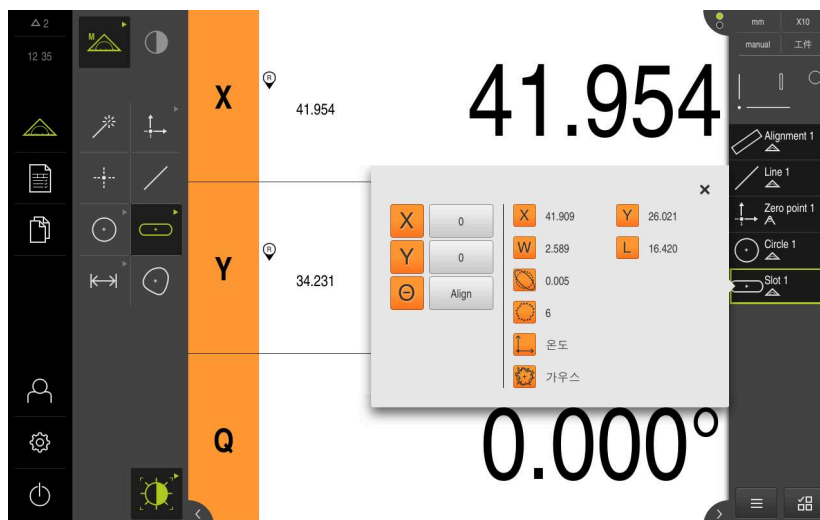 2
12 35
M
X
R
41.954
41.954
Y
R
34.231
Q
0.000°
X 0
Y 0
Θ Align
X 41.909 Y 26.021
W 2.589 L 16.420
0.005
6
온도
가우스
mm X10
manual 工件
Alignment 1
Line 1
Zero point 1
Circle 1
Slot 1